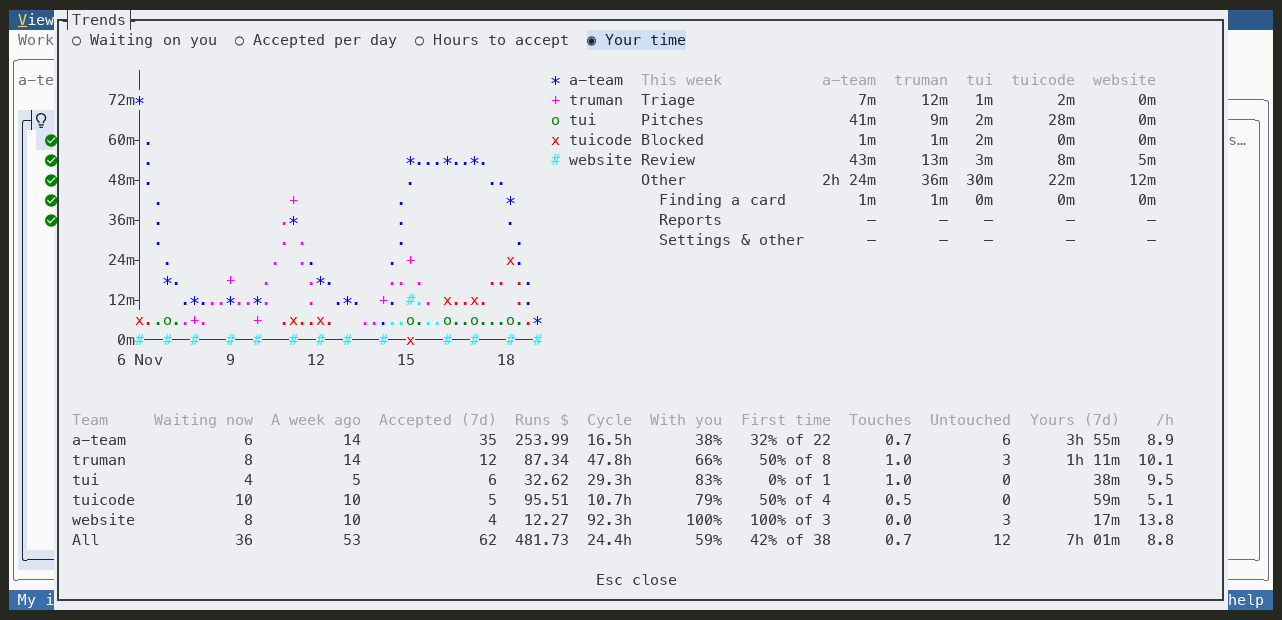 View Trends
Work ○ Waiting on you ○ Accepted per day ○ Hours to accept ◉ Your time
a-te * a-team This week a-team truman tui tuicode website
72m + truman Triage 7m 12m 1m 2m 0m
o tui Pitches 41m 9m 2m 28m 0m
60m x tuicode Blocked 1m 1m 2m 0m 0m s…
# website Review 43m 13m 3m 8m 5m
48m Other 2h 24m 36m 30m 22m 12m
Finding a card 1m 1m 0m 0m 0m
36m Reports – – – – –
Settings & other – – – – –
24m
12m
0m
6 Nov 9 12 15 18
Team Waiting now A week ago Accepted (7d) Runs $ Cycle With you First time Touches Untouched Yours (7d) /h
a-team 6 14 35 253.99 16.5h 38% 32% of 22 0.7 6 3h 55m 8.9
truman 8 14 12 87.34 47.8h 66% 50% of 8 1.0 3 1h 11m 10.1
tui 4 5 6 32.62 95.3h 83% 0% of 1 1.0 0 38m 9.5
tuicode 10 10 5 95.51 10.7h 79% 50% of 4 0.5 0 59m 5.1
website 8 10 4 12.27 92.3h 100% 100% of 3 0.0 3 17m 13.8
All 36 53 62 481.73 24.4h 59% 42% of 38 0.7 12 7h 01m 8.8
Esc close
My i help